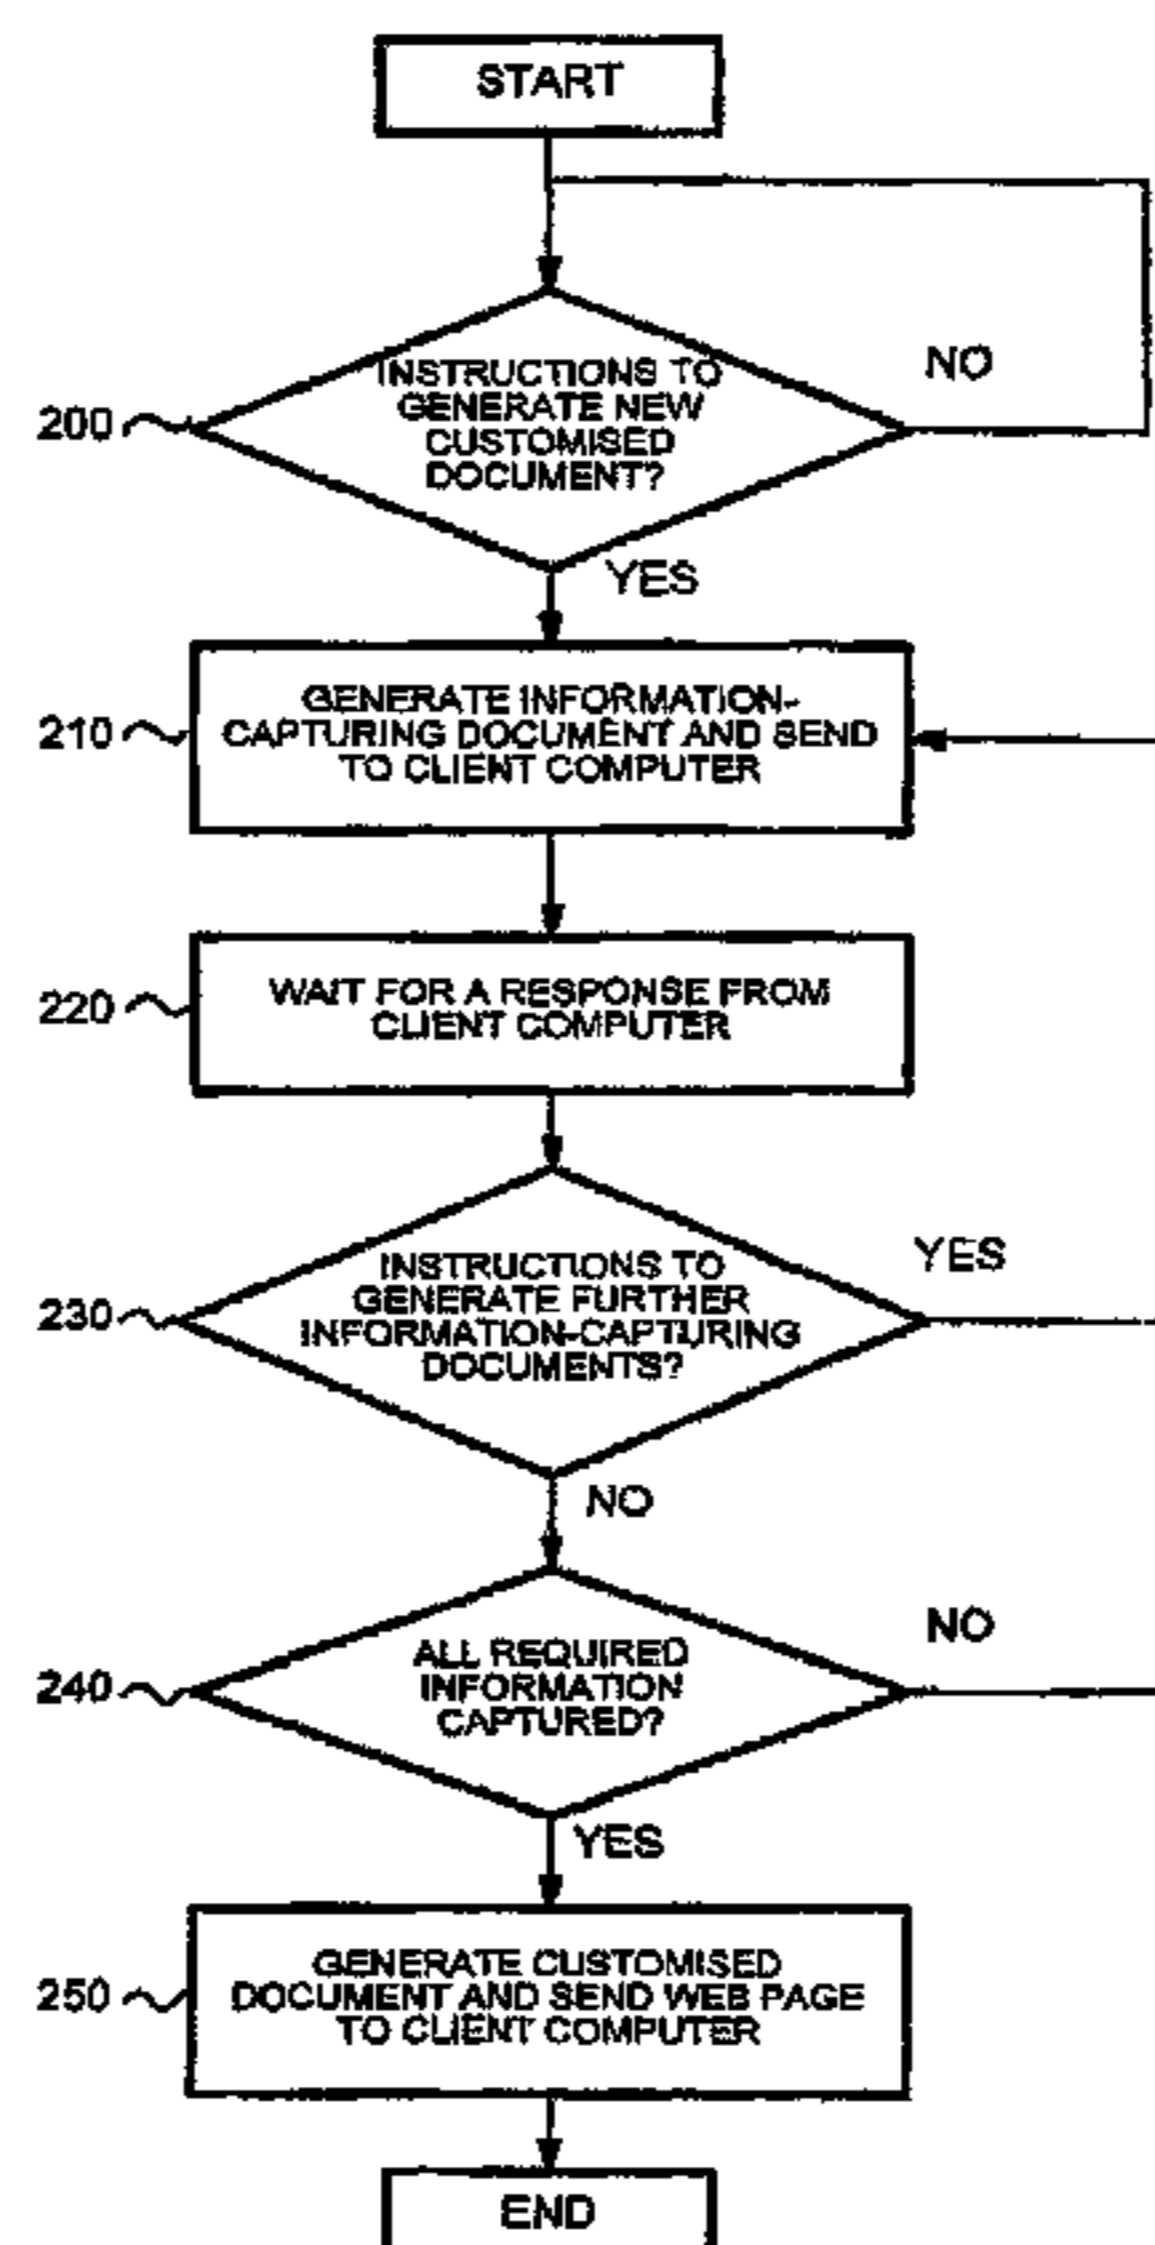 START
INSTRUCTIONS TO
GENERATE NEW
CUSTOMISED
DOCUMENT?
NO
200
YES
GENERATE INFORMATION-
CAPTURING DOCUMENT AND SEND
TO CLIENT COMPUTER
210
WAIT FOR A RESPONSE FROM
CLIENT COMPUTER
220
INSTRUCTIONS TO
GENERATE FURTHER
INFORMATION-CAPTURING
DOCUMENTS?
YES
230
NO
ALL REQUIRED
INFORMATION
CAPTURED?
NO
240
YES
GENERATE CUSTOMISED
DOCUMENT AND SEND WEB PAGE
TO CLIENT COMPUTER
250
END